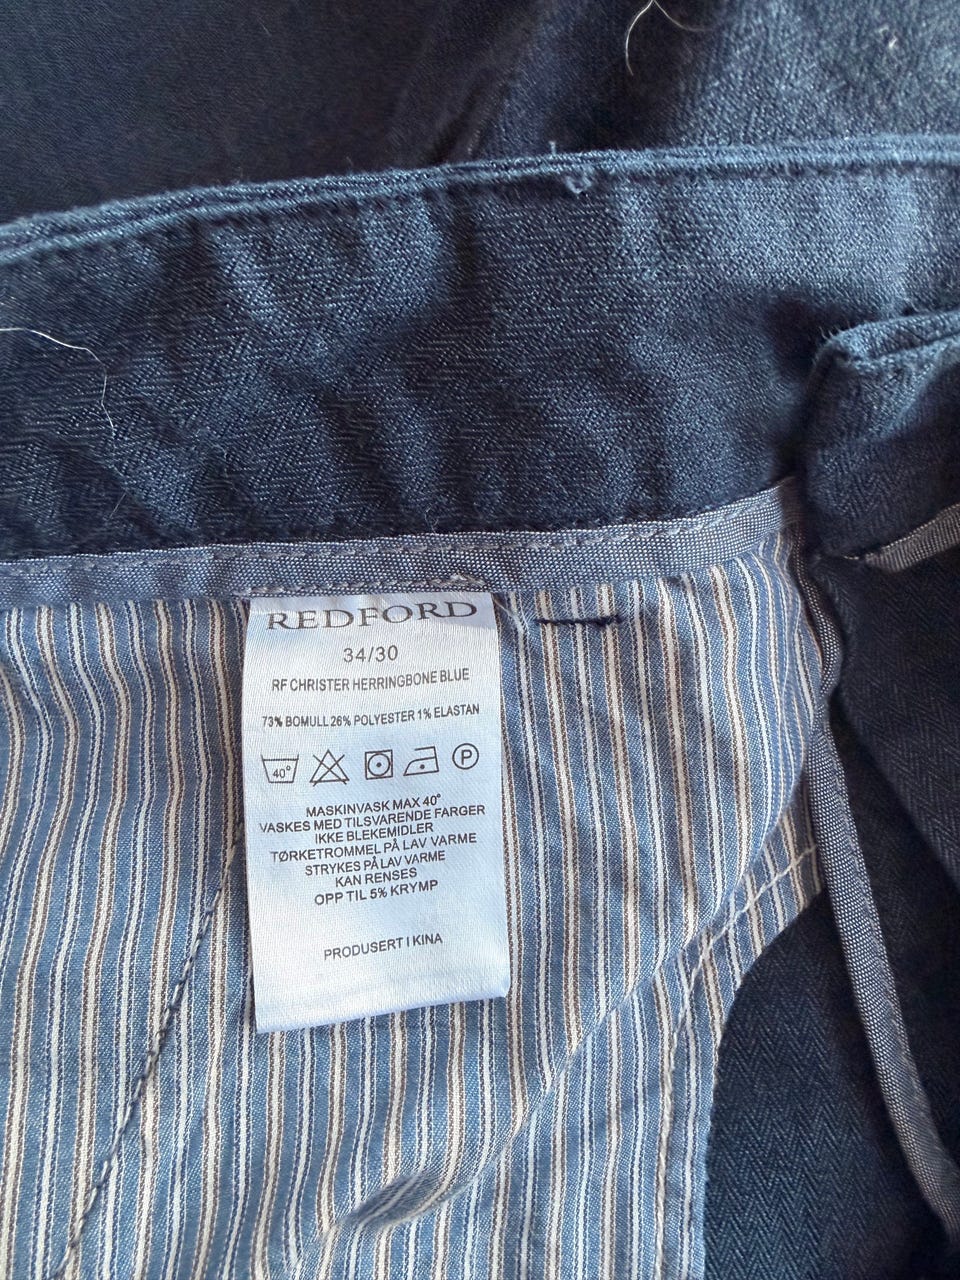 REDFORD
34/30
RF CHRISTER HERRINGBONE BLUE
73% BOMULL 26% POLYESTER 1% ELASTAN
40° P
MASKINVASK MAX 40°
VASKES MED TILSVARENDE FARGER
IKKE BLEKEMIDLER
TØRKETROMMEL PÅ LAV VARME
STRYKES PÅ LAV VARME
KAN RENSES
OPP TIL 5% KRYMP
PRODUSERT I KINA